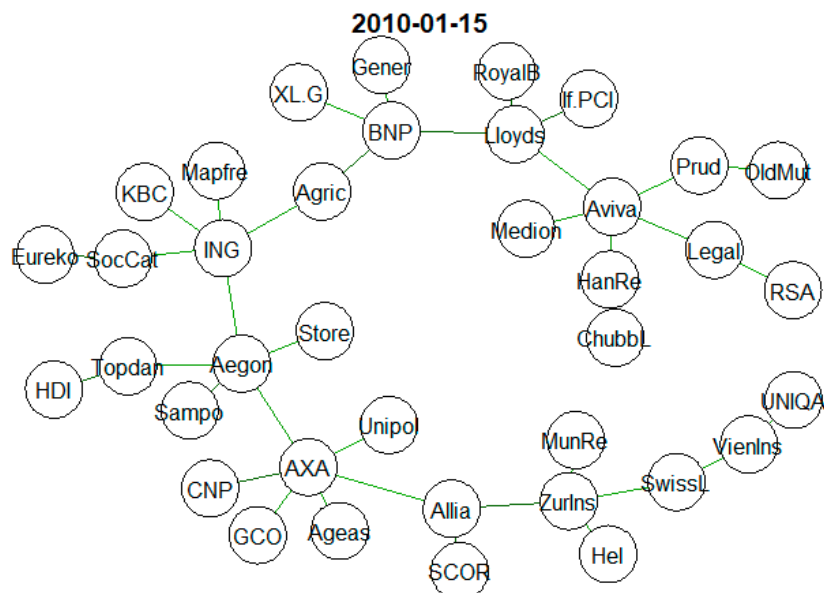 2010-01-15
Gener
RoyalB
XL.G
If.PCI
BNP
Lloyds
Mapfre
Prud
OldMut
KBC
Agric
Aviva
Medion
Eureko
SocCat
ING
Legal
HanRe
RSA
Store
ChubbL
Topdan
Aegon
HDI
Sampo
UNIQA
Unipol
MunRe
VienIns
AXA
CNP
SwissL
Allia
ZurIns
GCO
Ageas
Hel
SCOR